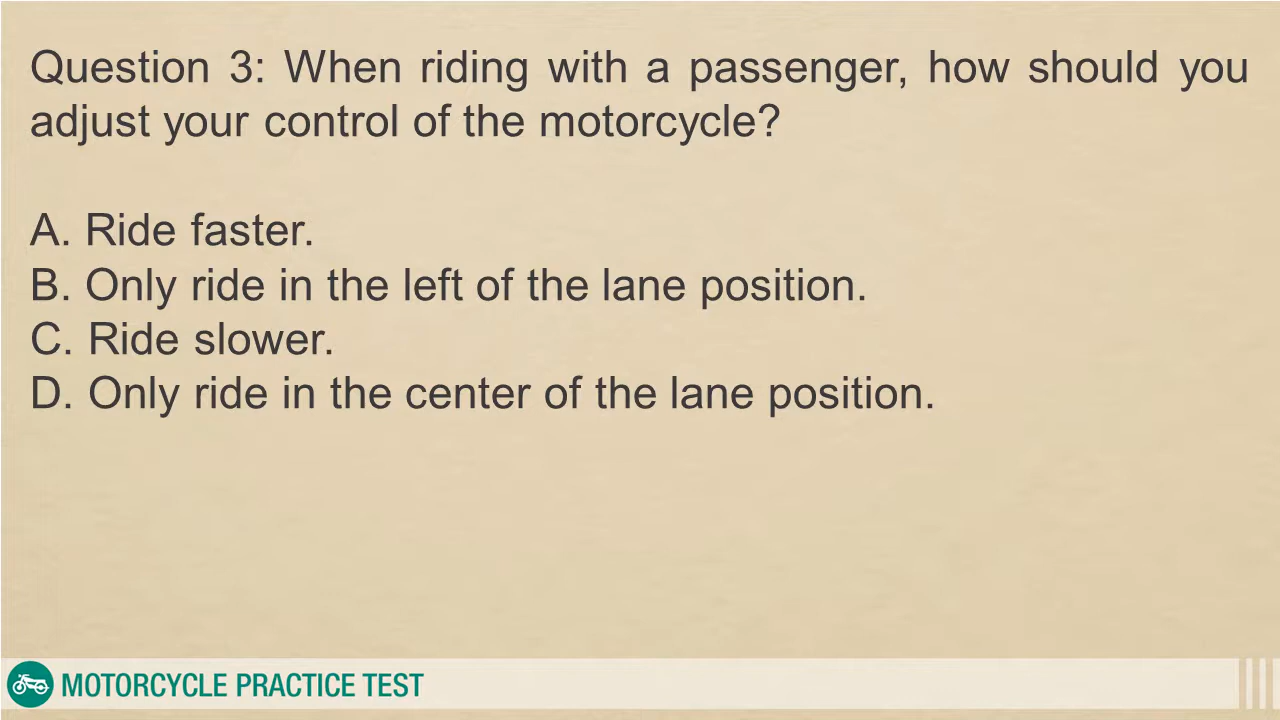 Question 3: When riding with a passenger, how should you
adjust your control of the motorcycle?
A. Ride faster.
B. Only ride in the left of the lane position.
C. Ride slower.
D. Only ride in the center of the lane position.
MOTORCYCLE PRACTICE TEST